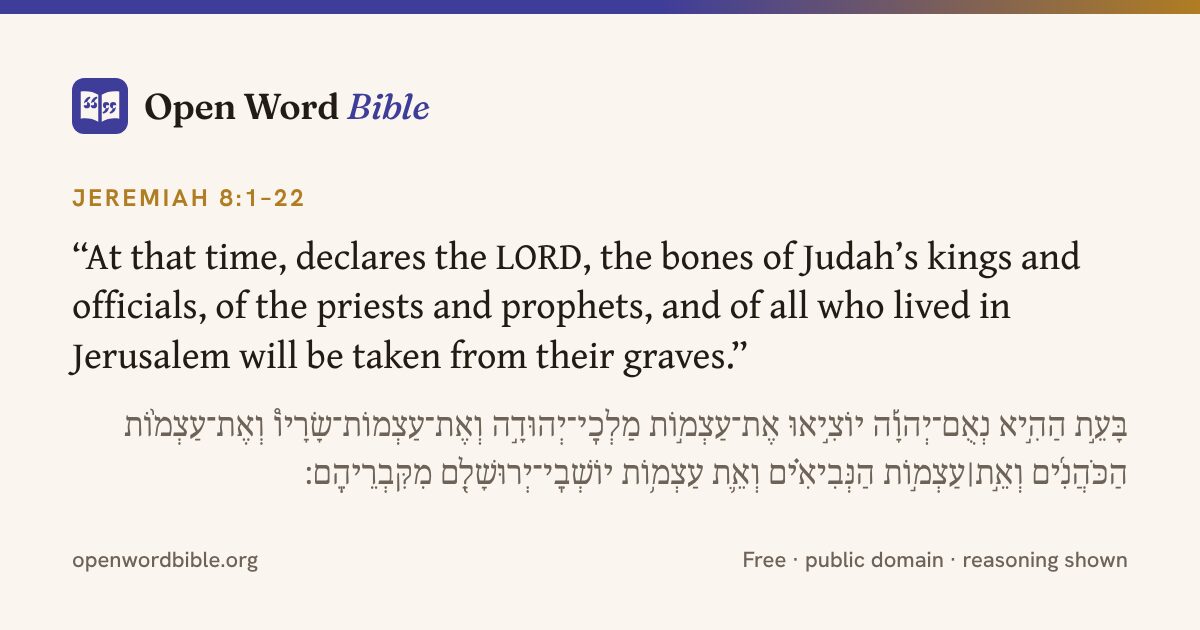 Open Word Bible
JEREMIAH 8:1–22
“At that time, declares the LORD, the bones of Judah’s kings and
officials, of the priests and prophets, and of all who lived in
Jerusalem will be taken from their graves.”
בָּעֵ֣ת הַהִ֣יא נְאֻם־יְהוָ֡ה יוֹצִ֣יאוּ אֶת־עַצְמ֣וֹת מַלְכֵֽי־יְהוּדָ֣ה וְאֶת־עַצְמוֹת־שָׂרָיו֩ וְאֶת־עַצְמ֨וֹת
הַכֹּהֲנִ֜ים וְאֵ֣ת׀עַצְמ֣וֹת הַנְּבִיאִ֗ים וְאֵ֛ת עַצְמ֥וֹת יוֹשְׁבֵֽי־יְרוּשָׁלִָ֖ם מִקִּבְרֵיהֶֽם׃
openwordbible.org
Free · public domain · reasoning shown